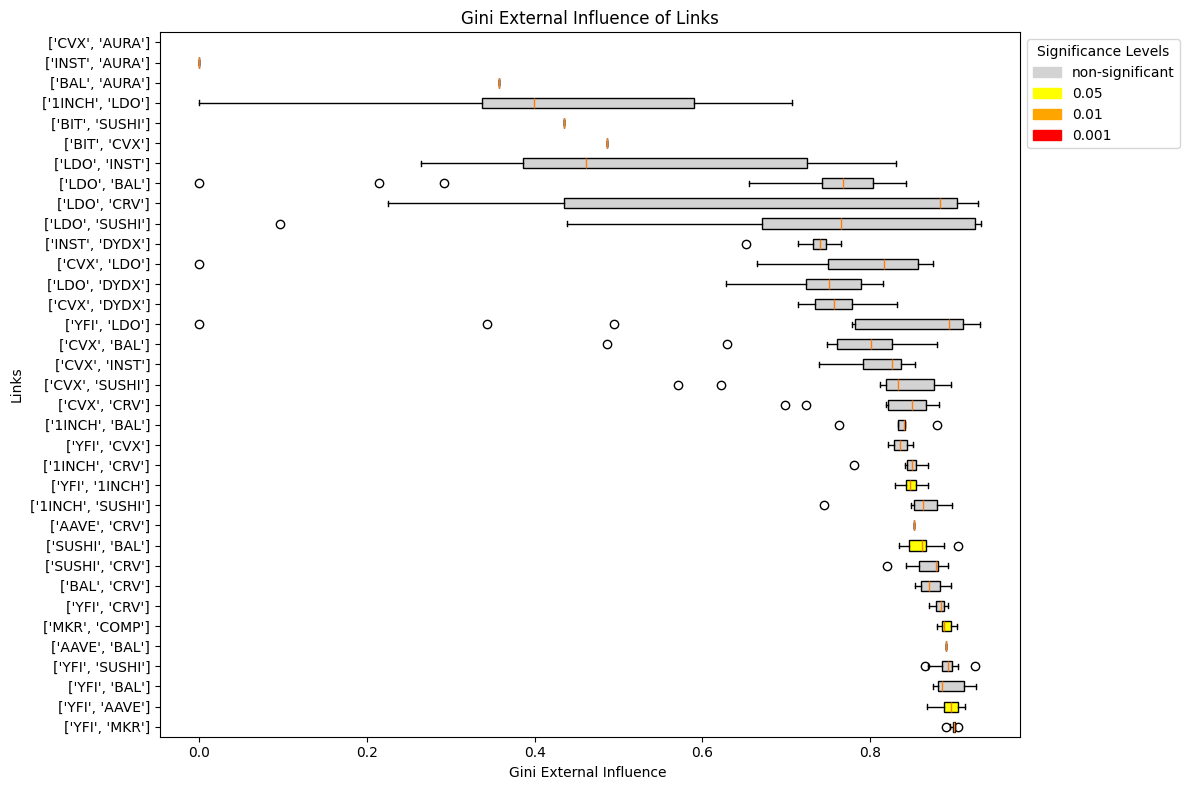 Gini External Influence of Links
['CVX', 'AURA']
['INST', 'AURA']
['BAL', 'AURA']
['1INCH', 'LDO']
['BIT', 'SUSHI']
['BIT', 'CVX']
['LDO', 'INST']
['LDO', 'BAL']
['LDO', 'CRV']
['LDO', 'SUSHI']
['INST', 'DYDX']
['CVX', 'LDO']
['LDO', 'DYDX']
['CVX', 'DYDX']
['YFI', 'LDO']
['CVX', 'BAL']
['CVX', 'INST']
['CVX', 'SUSHI']
['CVX', 'CRV']
['1INCH', 'BAL']
['YFI', 'CVX']
['1INCH', 'CRV']
['YFI', '1INCH']
['1INCH', 'SUSHI']
['AAVE', 'CRV']
['SUSHI', 'BAL']
['SUSHI', 'CRV']
['BAL', 'CRV']
['YFI', 'CRV']
['MKR', 'COMP']
['AAVE', 'BAL']
['YFI', 'SUSHI']
['YFI', 'BAL']
['YFI', 'AAVE']
['YFI', 'MKR']
Links
0.0 0.2 0.4 0.6 0.8
Gini External Influence
Significance Levels
non-significant
0.05
0.01
0.001